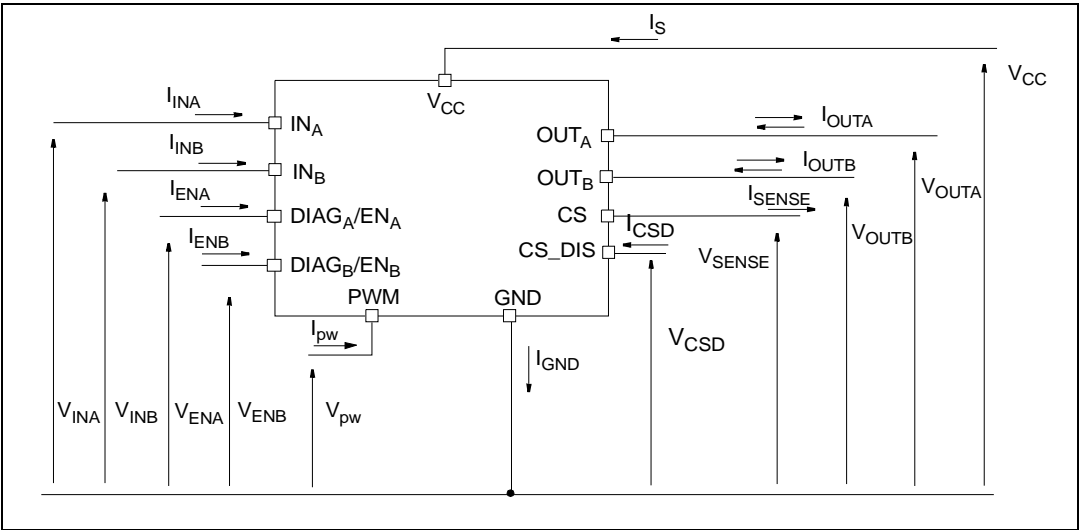 I_S
V_CC
V_CC
I_INA
IN_A
I_INB
IN_B
I_ENA
DIAG_A/EN_A
I_ENB
DIAG_B/EN_B
PWM
GND
OUT_A
I_OUTA
OUT_B
I_OUTB
CS
I_SENSE
CS_DIS
I_CSD
I_pw
I_GND
V_INA
V_INB
V_ENA
V_ENB
V_pw
V_CSD
V_SENSE
V_OUTB
V_OUTA